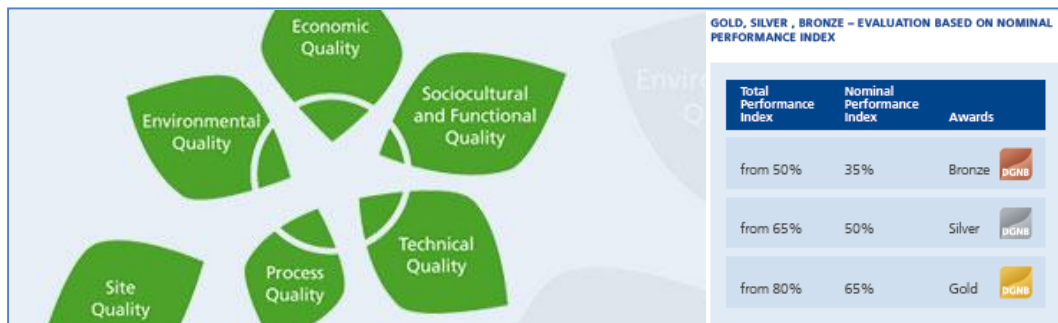 Economic
Quality
Environmental
Quality
Sociocultural
and Functional
Quality
Technical
Quality
Process
Quality
Site
Quality
GOLD, SILVER , BRONZE – EVALUATION BASED ON NOMINAL
PERFORMANCE INDEX
Total
Performance
Index
Nominal
Performance
Index
Awards
from 50% 35% Bronze DGNB
from 65% 50% Silver DGNB
from 80% 65% Gold DGNB